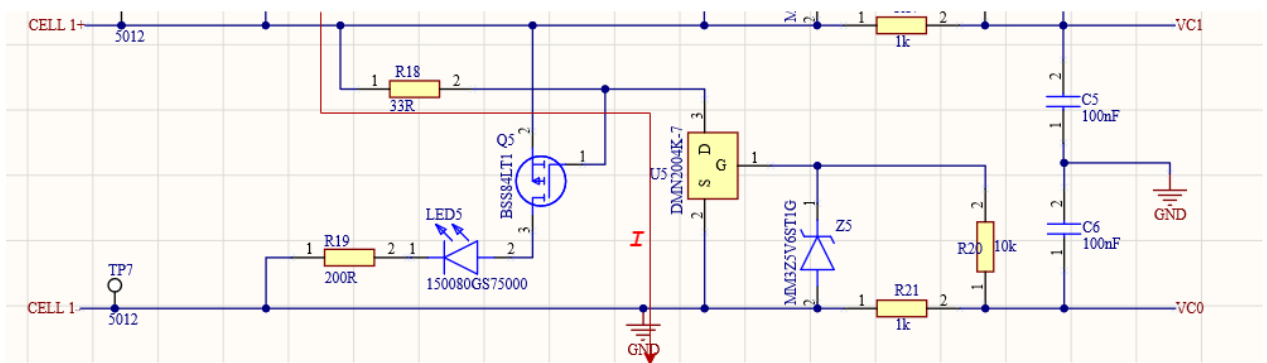 CELL 1+
5012
2
1
2
1k
VC1
R18
1
2
33R
2
C5
100nF
1
Q5
2
1
BSS84LT1
3
U5
3
D
G
S
2
DMN2004K-7
1
GND
LED5
R19
1
2
1
2
200R
150080GS75000
I
1
Z5
2
MM3Z5V6ST1G
2
R20
10k
1
2
C6
100nF
1
TP7
CELL 1-
5012
GND
R21
1
2
1k
VC0